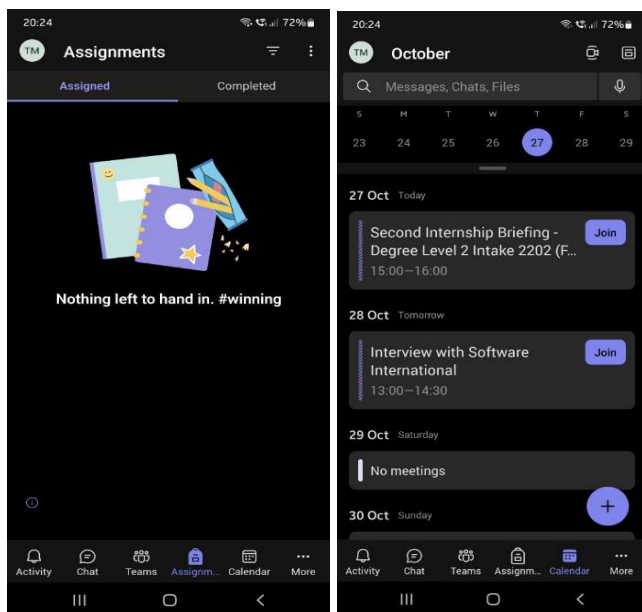 20:24 72%
TM Assignments
Assigned Completed
Nothing left to hand in. #winning
Activity Chat Teams Assignm... Calendar More
20:24 72%
TM October
Messages, Chats, Files
S M T W T F S
23 24 25 26 27 28 29
27 Oct Today
Second Internship Briefing - Join
Degree Level 2 Intake 2202 (F...
15:00—16:00
28 Oct Tomorrow
Interview with Software Join
International
13:00—14:30
29 Oct Saturday
No meetings
30 Oct Sunday
Activity Chat Teams Assignm... Calendar More